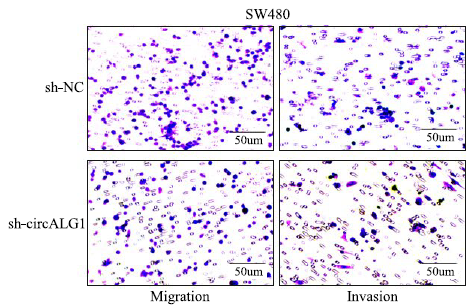 SW480
sh-NC
50um
50um
sh-circALG1
50um
50um
Migration
Invasion